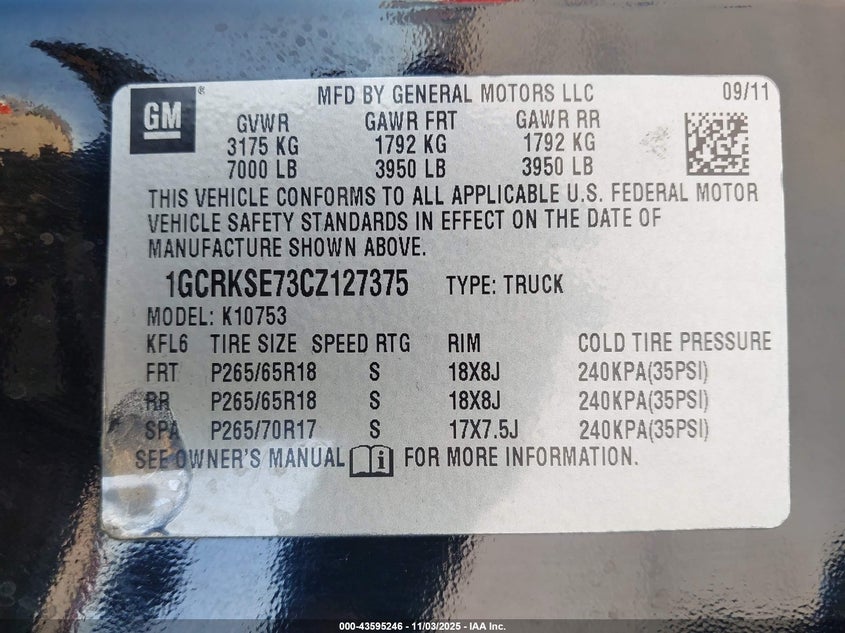 GM ® MFD BY GENERAL MOTORS LLC 09/11
GVWR GAWR FRT GAWR RR
3175 KG 1792 KG 1792 KG
7000 LB 3950 LB 3950 LB
THIS VEHICLE CONFORMS TO ALL APPLICABLE U.S. FEDERAL MOTOR
VEHICLE SAFETY STANDARDS IN EFFECT ON THE DATE OF
MANUFACTURE SHOWN ABOVE.
1GCRKSE73CZ127375 TYPE: TRUCK
MODEL: K10753
KFL6 TIRE SIZE SPEED RTG RIM COLD TIRE PRESSURE
FRT P265/65R18 S 18X8J 240KPA(35PSI)
RR P265/65R18 S 18X8J 240KPA(35PSI)
SPA P265/70R17 S 17X7.5J 240KPA(35PSI)
SEE OWNER'S MANUAL i FOR MORE INFORMATION.
000-43595246 - 11/03/2025 - IAA Inc.